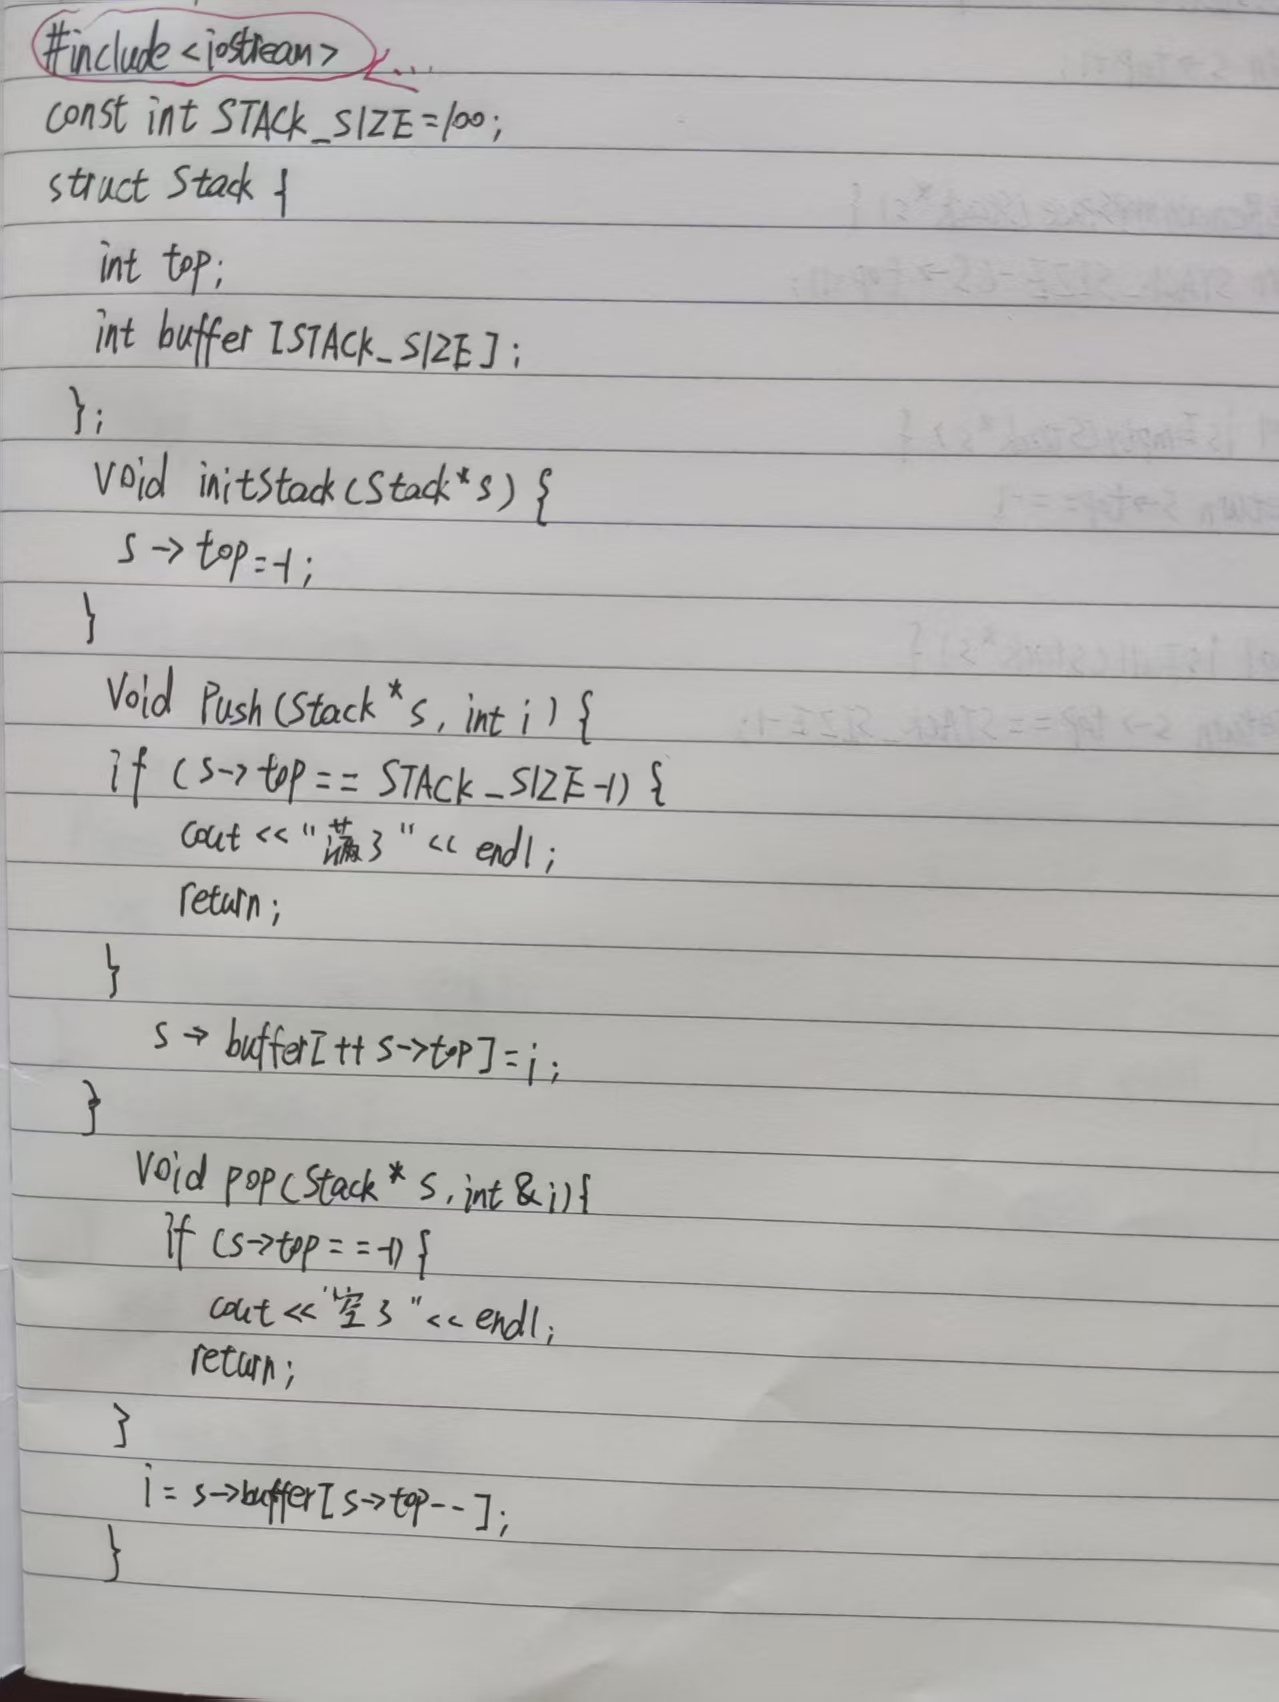 #include <iostream>
const int STACK_SIZE=100;
struct Stack {
int top;
int buffer [STACK_SIZE];
};
void initStack(Stack*s) {
s->top=-1;
}
void Push(Stack*s, int i) {
if (s->top == STACK_SIZE-1) {
cout << "满了" << endl;
return;
}
s->buffer[++s->top]=i;
}
void pop(Stack* s, int &i){
if (s->top==-1) {
cout << "空了" << endl;
return;
}
i = s->buffer[s->top--];
}